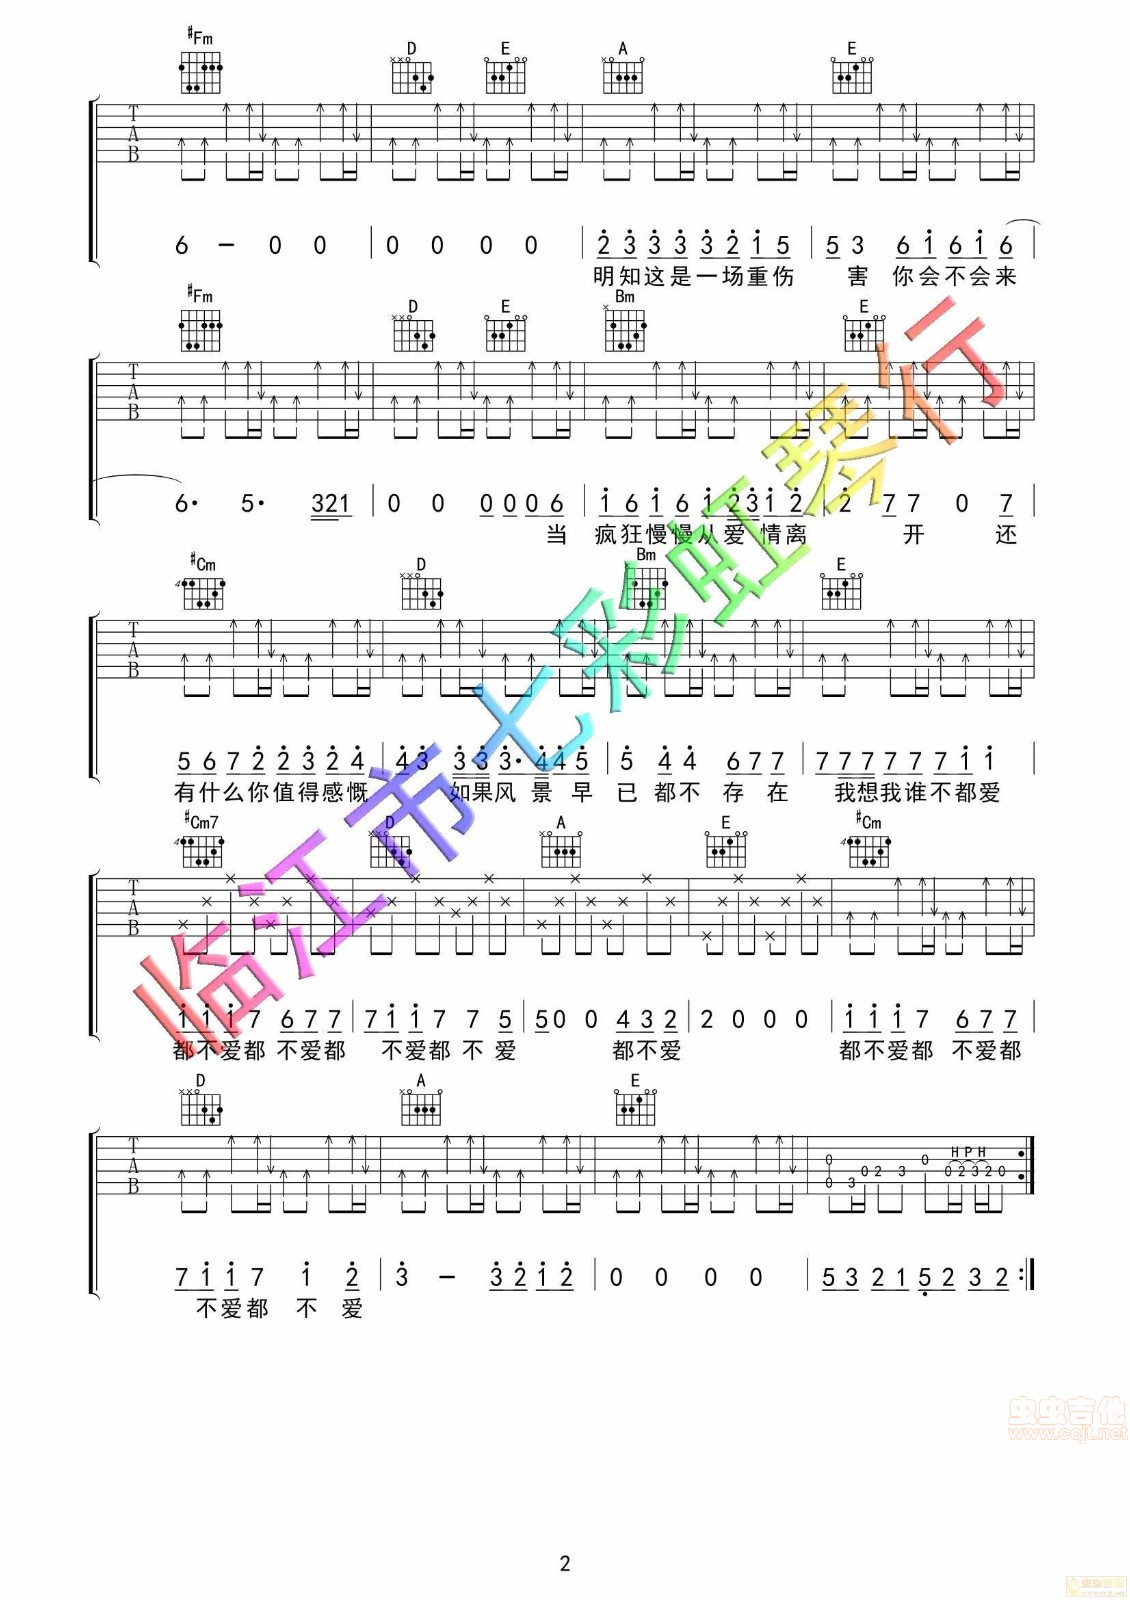 #Fm D E A E
T A B
6 - 0 0 | 0 0 0 0 | 2 3 3 3 3 2 1 5 | 5 3 6 1 6 1 6 |
明知这是一场重伤 害 你会不会来
#Fm D E Bm E
T A B
6· 5· 3 2 1 | 0 0 0 0 0 6 | 1 6 1 6 1 2 3 1 2 | 2 7 7 0 7 |
当 疯狂慢慢从爱 情离 开 还
#Cm D Bm E
4
T A B
5 6 7 2 2 3 2 4 | 4 3 3 3 3· 4 4 5 | 5 4 4 7 7 7 | 7 7 7 7 7 7 1 1 |
有什么你值得感慨 如果风 景 早 已 都不 存在 我想我谁不都爱
#Cm7 D A E #Cm
4 4
T A B
1 1 1 7 6 7 7 | 7 1 1 7 7 5 | 5 0 0 4 3 2 | 2 0 0 0 | 1 1 1 7 6 7 7 |
都不爱都 不爱都 不爱都 不 爱 都不爱 都不爱都 不爱都
D A E
T A B
H P H
0 0 3 0 2 3 0 0 2 3 2 0
7 1 1 7 1 2 | 3 - 3 2 1 2 | 0 0 0 0 | 5 3 2 1 5 2 3 2 :|
不爱都 不 爱
临江市七彩虹琴行
虫虫吉他
www.ccjt.net
2